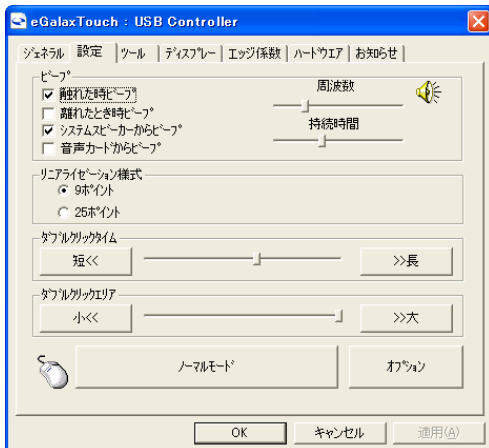 eGalaxTouch : USB Controller
ジェネラル 設定 ツール ディスプレー エッジ係数 ハードウエア お知らせ
ビープ
触れた時ビープ
離れたとき時ビープ
システムスピーカーからビープ
音声カードからビープ
周波数
持続時間
リニアライゼーション様式
9ポイント
25ポイント
ダブルクリックタイム
短<< >>長
ダブルクリックエリア
小<< >>大
ノーマルモード オプション
OK キャンセル 適用(A)